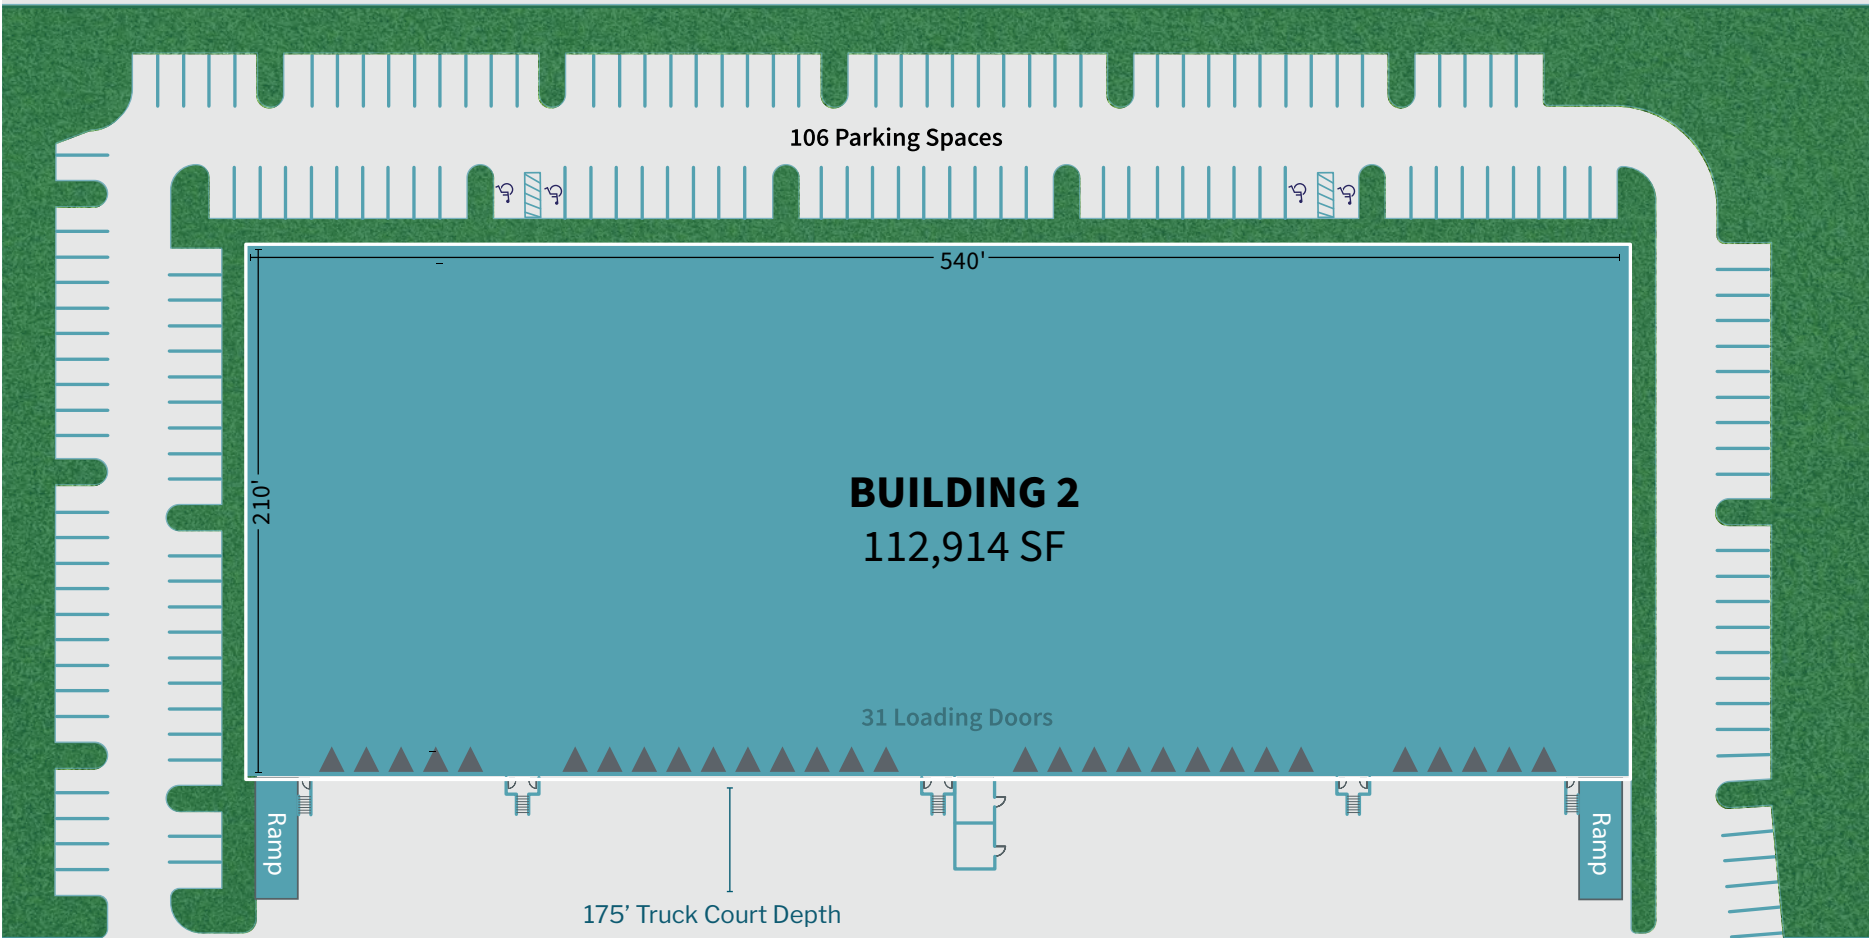 106 Parking Spaces
540'
210'
BUILDING 2
112,914 SF
31 Loading Doors
Ramp
Ramp
175’ Truck Court Depth